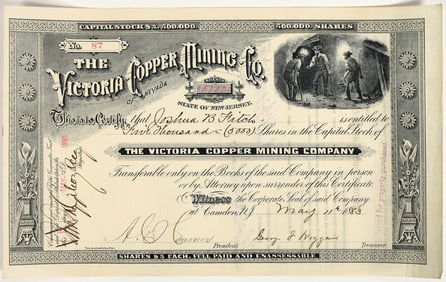 CAPITAL STOCK $2,500,000. 500,000 SHARES
No. 87
THE
VICTORIA COPPER MINING CO.
OF NEVADA
STATE OF NEW JERSEY.
This is to Certify that Joshua B Fitch is entitled to
Five Thousand (5000) Shares in the Capital Stock of
THE VICTORIA COPPER MINING COMPANY
Transferable only on the Books of the said Company in person
or by Attorney upon surrender of this Certificate.
Witness the Corporate Seal of said Company
at Camden N.J. May 11th 1883
President Treasurer
SHARES $5 EACH, FULL PAID AND UNASSESSABLE